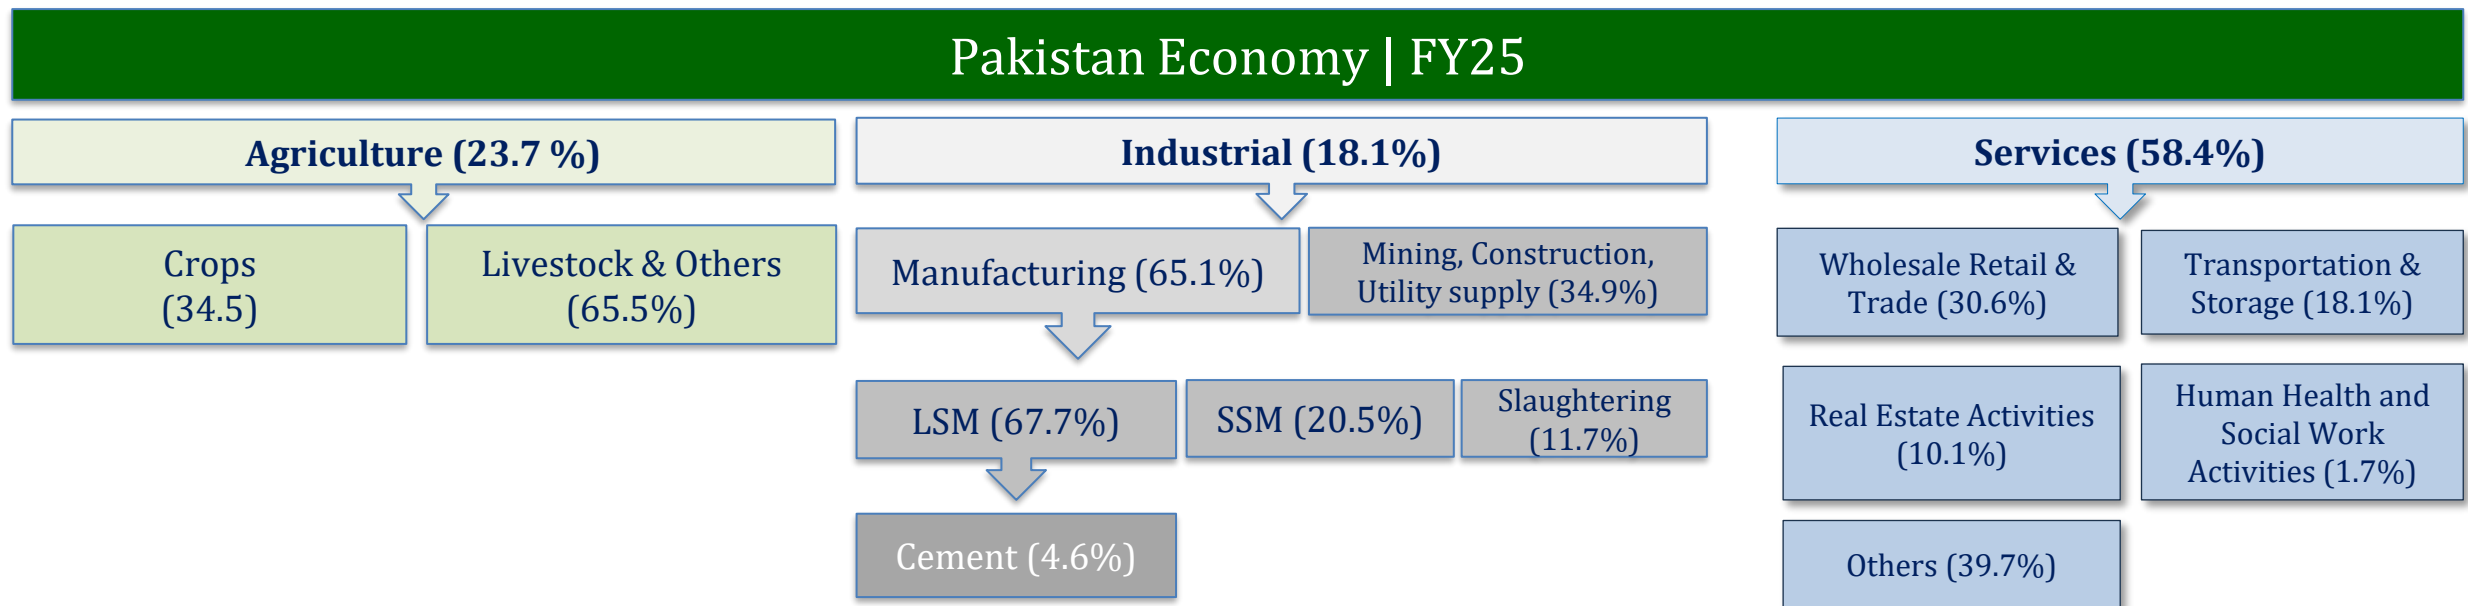 Pakistan Economy | FY25
Agriculture (23.7 %)
Industrial (18.1%)
Services (58.4%)
Crops
(34.5)
Livestock & Others
(65.5%)
Manufacturing (65.1%)
Mining, Construction,
Utility supply (34.9%)
Wholesale Retail &
Trade (30.6%)
Transportation &
Storage (18.1%)
LSM (67.7%)
SSM (20.5%)
Slaughtering
(11.7%)
Real Estate Activities
(10.1%)
Human Health and
Social Work
Activities (1.7%)
Cement (4.6%)
Others (39.7%)